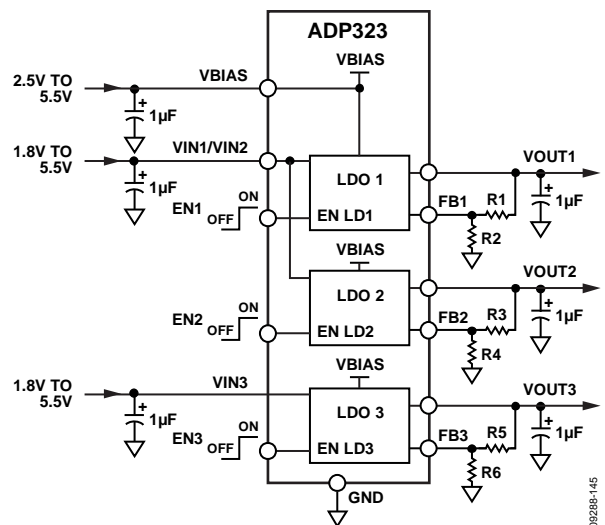 ADP323
VBIAS
2.5V TO
5.5V
VBIAS
+
1µF
1.8V TO
5.5V
VIN1/VIN2
+
1µF
LDO 1
VOUT1
EN1
OFF
ON
EN LD1
FB1
R1
R2
+
1µF
VBIAS
LDO 2
VOUT2
EN2
OFF
ON
EN LD2
FB2
R3
R4
+
1µF
VBIAS
1.8V TO
5.5V
VIN3
+
1µF
LDO 3
VOUT3
EN3
OFF
ON
EN LD3
FB3
R5
R6
+
1µF
GND
09288-145